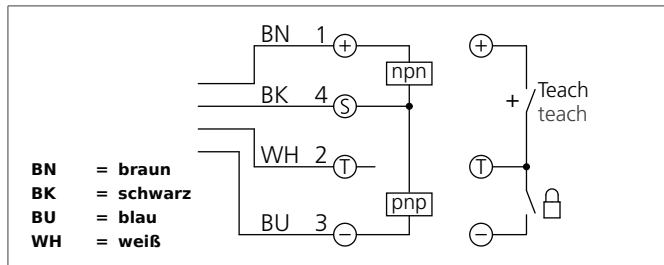 BN 1 +
npn
BK 4 S
WH 2 T
pnp
BU 3 −
+
+ Teach
teach
T
−
BN = braun
BK = schwarz
BU = blau
WH = weiß